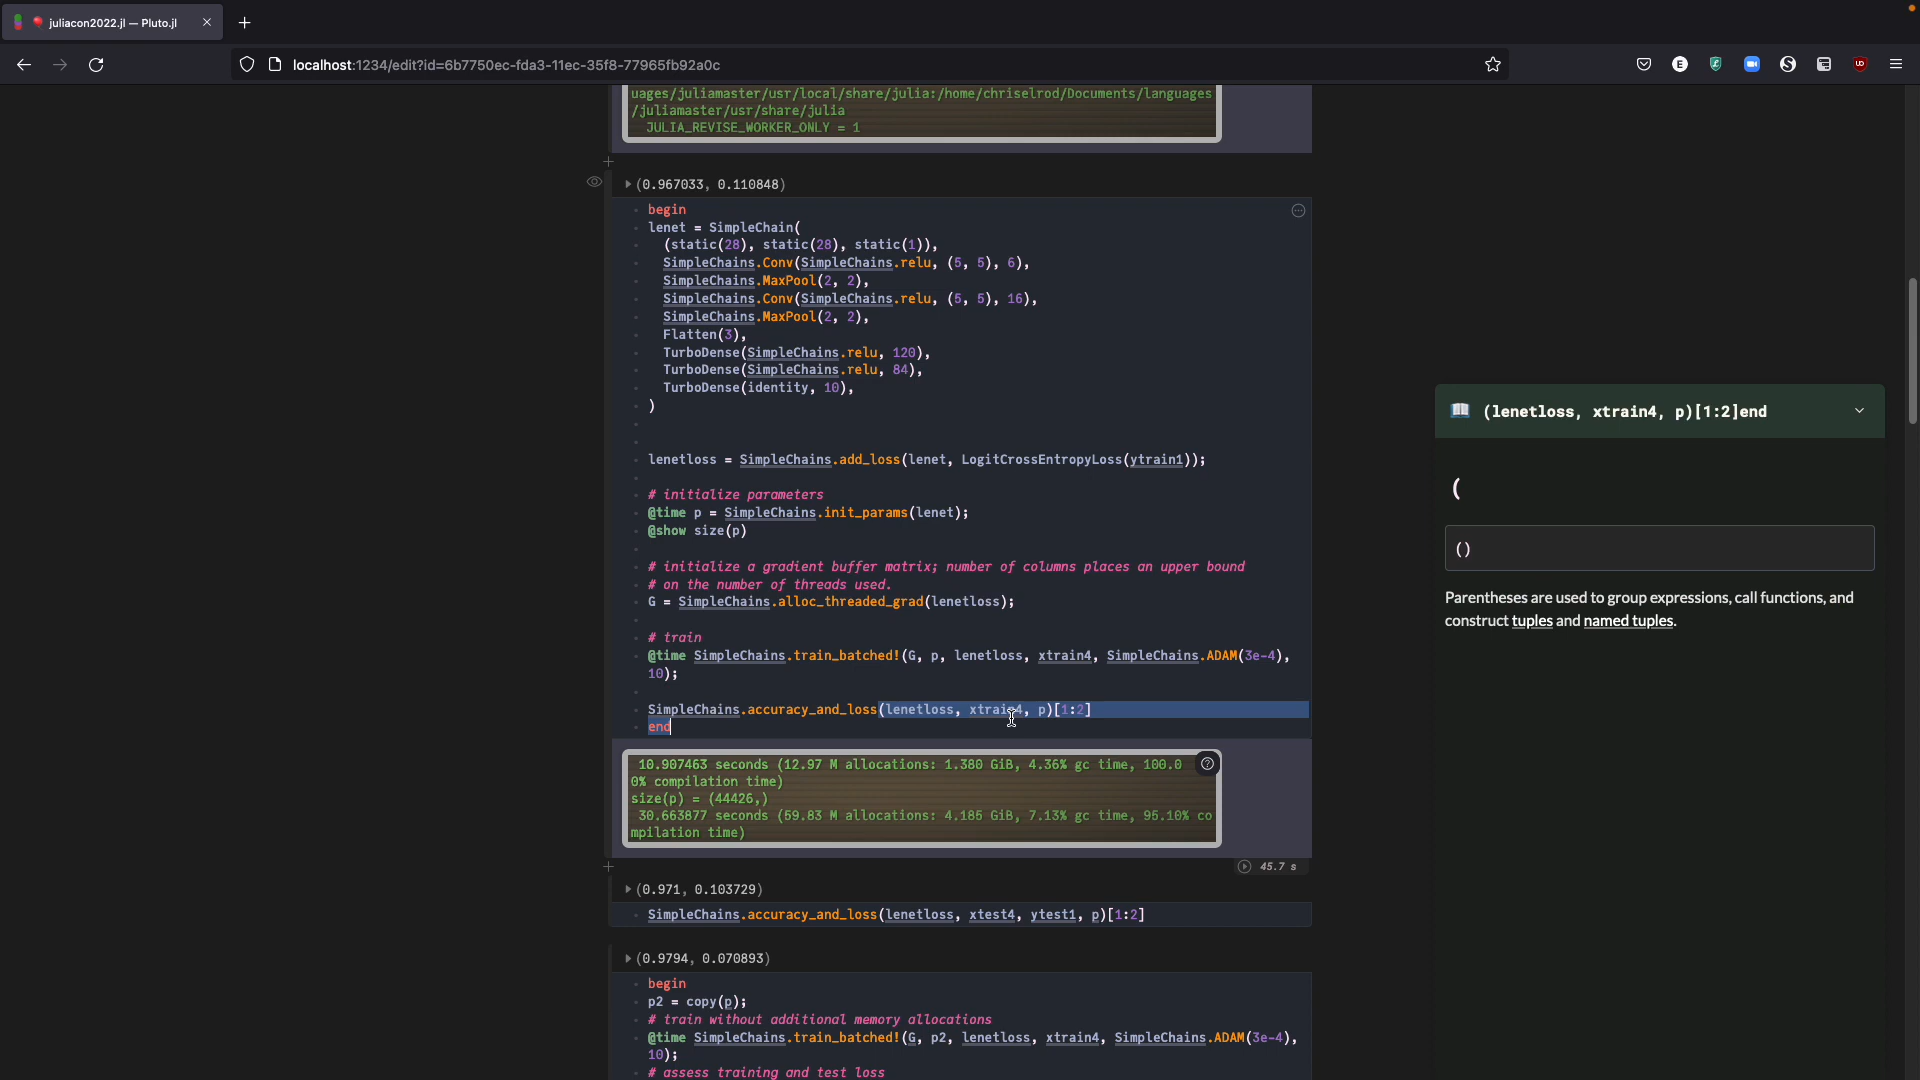 juliacon2022.jl — Pluto.jl
localhost:1234/edit?id=6b7750ec-fda3-11ec-35f8-77965fb92a0c
uages/juliamaster/usr/local/share/julia:/home/chriselrod/Documents/languages
/juliamaster/usr/share/julia
JULIA_REVISE_WORKER_ONLY = 1
(0.967033, 0.110848)
begin
lenet = SimpleChain(
(static(28), static(28), static(1)),
SimpleChains.Conv(SimpleChains.relu, (5, 5), 6),
SimpleChains.MaxPool(2, 2),
SimpleChains.Conv(SimpleChains.relu, (5, 5), 16),
SimpleChains.MaxPool(2, 2),
Flatten(3),
TurboDense(SimpleChains.relu, 120),
TurboDense(SimpleChains.relu, 84),
TurboDense(identity, 10),
)
lenetloss = SimpleChains.add_loss(lenet, LogitCrossEntropyLoss(ytrain1));
# initialize parameters
@time p = SimpleChains.init_params(lenet);
@show size(p)
# initialize a gradient buffer matrix; number of columns places an upper bound
# on the number of threads used.
G = SimpleChains.alloc_threaded_grad(lenetloss);
# train
@time SimpleChains.train_batched!(G, p, lenetloss, xtrain4, SimpleChains.ADAM(3e-4),
10);
SimpleChains.accuracy_and_loss(lenetloss, xtrain4, p)[1:2]
end
10.907463 seconds (12.97 M allocations: 1.380 GiB, 4.36% gc time, 100.0
0% compilation time)
size(p) = (44426,)
30.663877 seconds (59.83 M allocations: 4.185 GiB, 7.13% gc time, 95.10% co
mpilation time)
45.7 s
(0.971, 0.103729)
SimpleChains.accuracy_and_loss(lenetloss, xtest4, ytest1, p)[1:2]
(0.9794, 0.070893)
begin
p2 = copy(p);
# train without additional memory allocations
@time SimpleChains.train_batched!(G, p2, lenetloss, xtrain4, SimpleChains.ADAM(3e-4),
10);
# assess training and test loss
(lenetloss, xtrain4, p)[1:2]end
(
()
Parentheses are used to group expressions, call functions, and
construct tuples and named tuples.